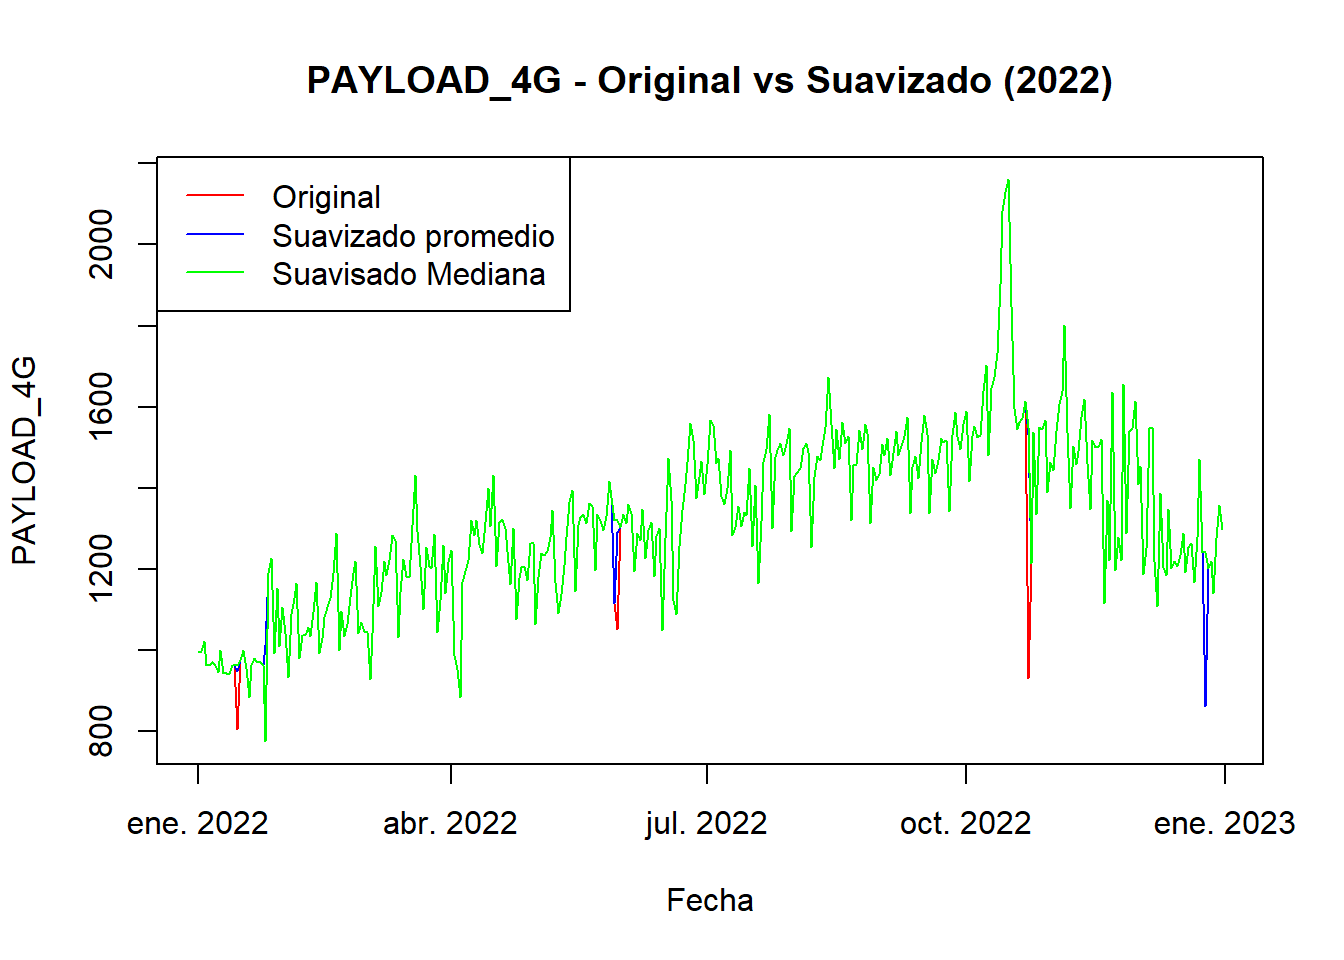 PAYLOAD_4G - Original vs Suavizado (2022)
Original
Suavizado promedio
Suavisado Mediana
PAYLOAD_4G
2000
1600
1200
800
ene. 2022
abr. 2022
jul. 2022
oct. 2022
ene. 2023
Fecha